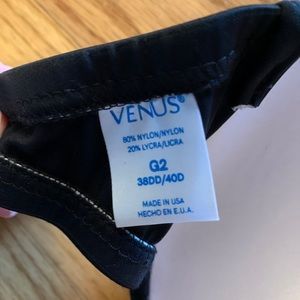 VENUS®
80% NYLON/NYLON
20% LYCRA/LICRA
G2
38DD/40D
MADE IN USA
HECHO EN E.U.A.